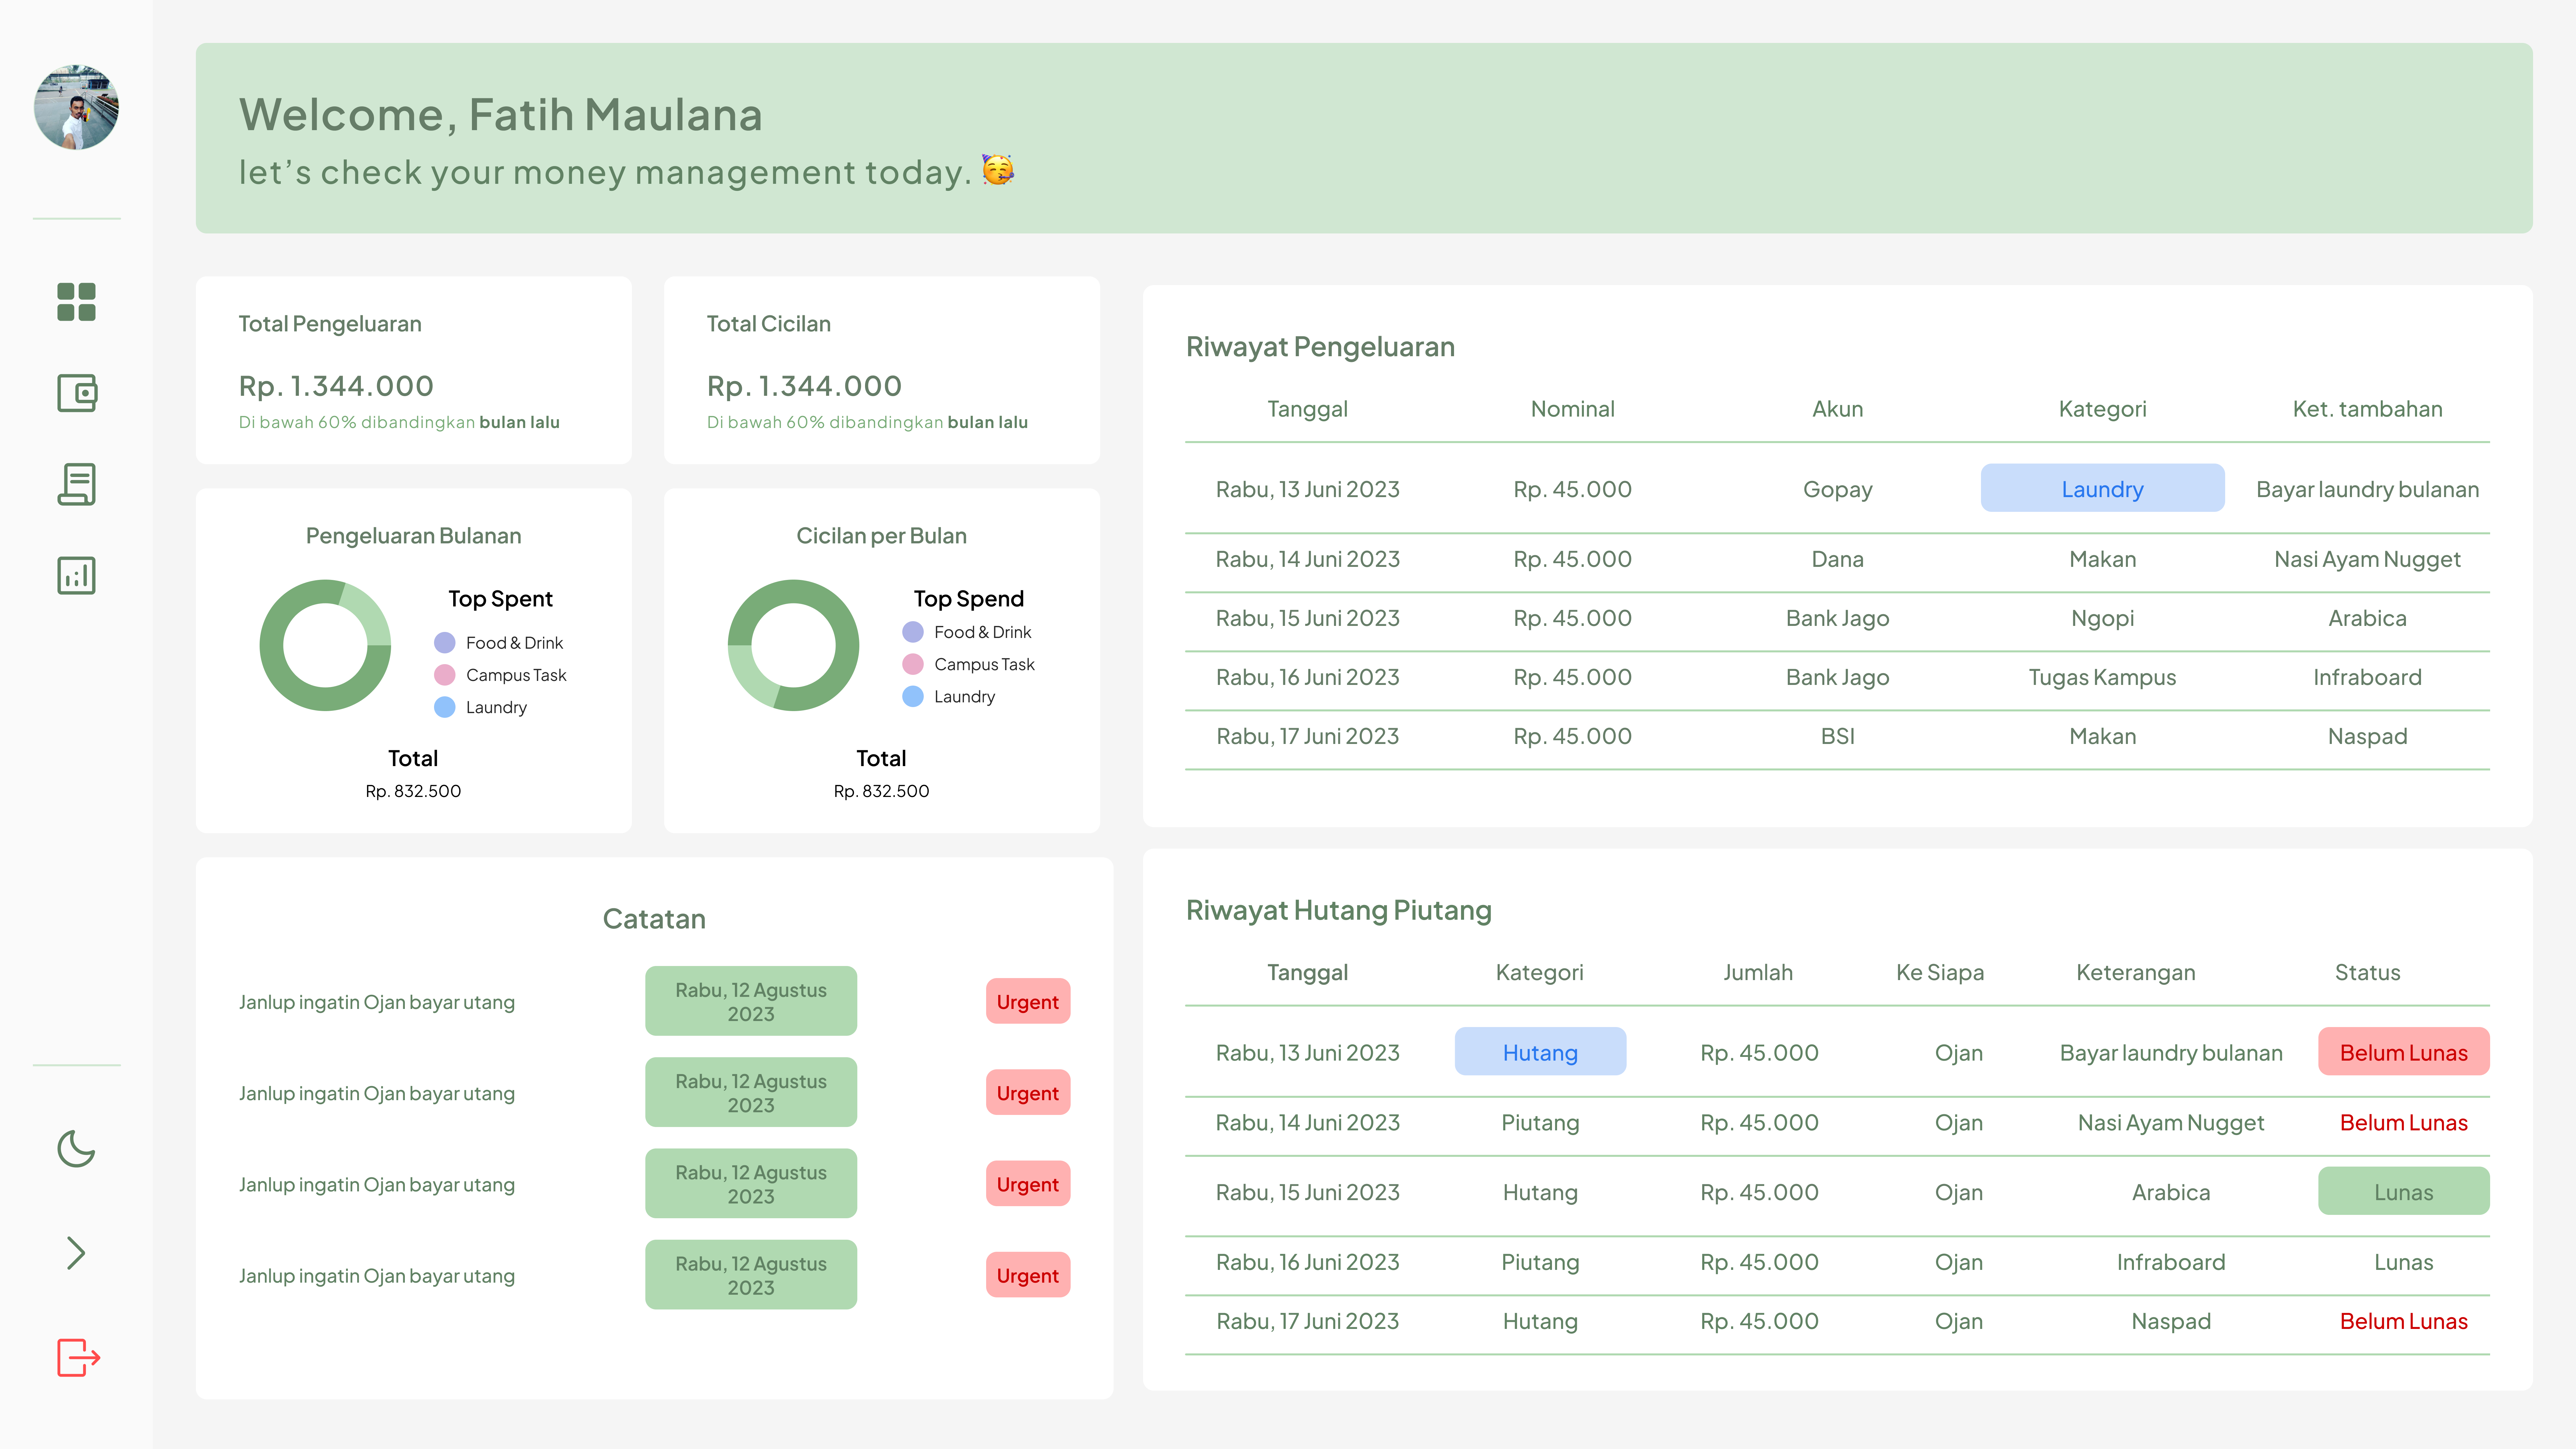 Welcome, Fatih Maulana
let’s check your money management today. 🥳
Total Pengeluaran
Rp. 1.344.000
Di bawah 60% dibandingkan bulan lalu
Total Cicilan
Rp. 1.344.000
Di bawah 60% dibandingkan bulan lalu
Pengeluaran Bulanan
Top Spent
Food & Drink
Campus Task
Laundry
Total
Rp. 832.500
Cicilan per Bulan
Top Spend
Food & Drink
Campus Task
Laundry
Total
Rp. 832.500
Riwayat Pengeluaran
Tanggal Nominal Akun Kategori Ket. tambahan
Rabu, 13 Juni 2023 Rp. 45.000 Gopay Laundry Bayar laundry bulanan
Rabu, 14 Juni 2023 Rp. 45.000 Dana Makan Nasi Ayam Nugget
Rabu, 15 Juni 2023 Rp. 45.000 Bank Jago Ngopi Arabica
Rabu, 16 Juni 2023 Rp. 45.000 Bank Jago Tugas Kampus Infraboard
Rabu, 17 Juni 2023 Rp. 45.000 BSI Makan Naspad
Catatan
Janlup ingatin Ojan bayar utang
Rabu, 12 Agustus
2023
Urgent
Janlup ingatin Ojan bayar utang
Rabu, 12 Agustus
2023
Urgent
Janlup ingatin Ojan bayar utang
Rabu, 12 Agustus
2023
Urgent
Janlup ingatin Ojan bayar utang
Rabu, 12 Agustus
2023
Urgent
Riwayat Hutang Piutang
Tanggal Kategori Jumlah Ke Siapa Keterangan Status
Rabu, 13 Juni 2023 Hutang Rp. 45.000 Ojan Bayar laundry bulanan Belum Lunas
Rabu, 14 Juni 2023 Piutang Rp. 45.000 Ojan Nasi Ayam Nugget Belum Lunas
Rabu, 15 Juni 2023 Hutang Rp. 45.000 Ojan Arabica Lunas
Rabu, 16 Juni 2023 Piutang Rp. 45.000 Ojan Infraboard Lunas
Rabu, 17 Juni 2023 Hutang Rp. 45.000 Ojan Naspad Belum Lunas